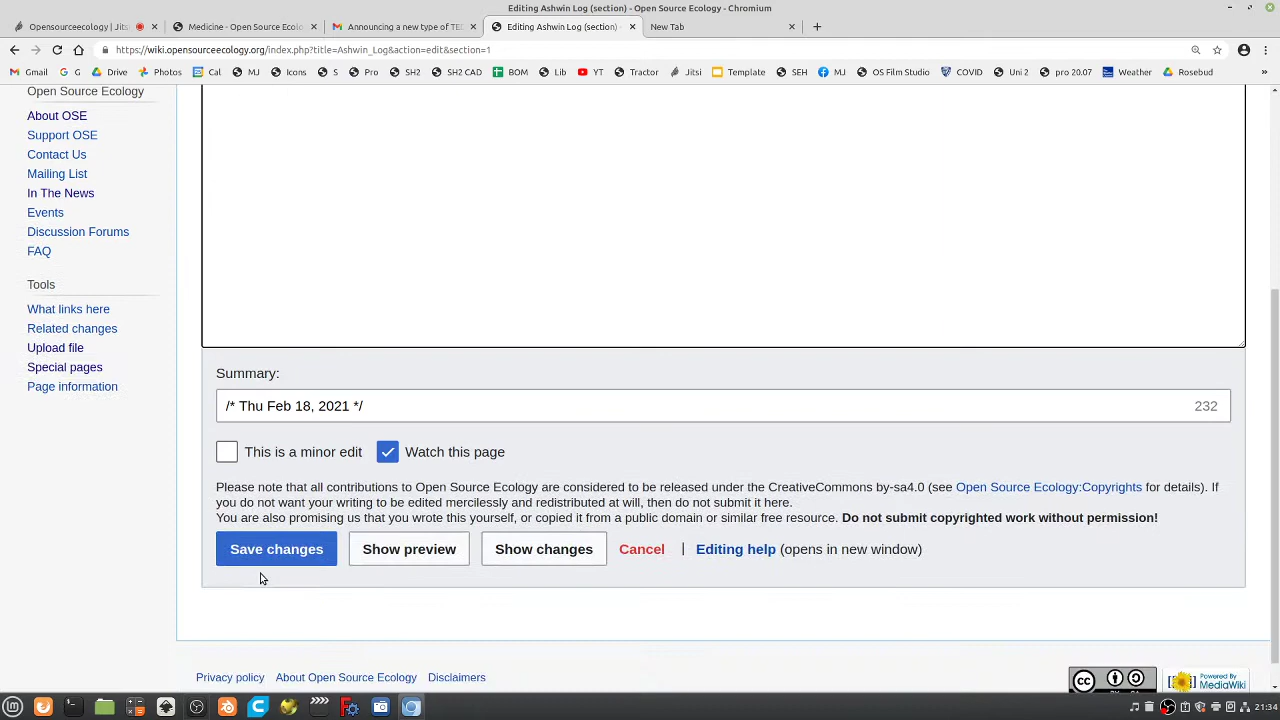 Editing Ashwin Log (section) - Open Source Ecology - Chromium
Opensourceecology | Jitsi
Medicine - Open Source Ecolo
Announcing a new type of TED
Editing Ashwin Log (section) -
New Tab
https://wiki.opensourceecology.org/index.php?title=Ashwin_Log&action=edit&section=1
Gmail G Drive Photos Cal MJ Icons S Pro SH2 SH2 CAD BOM Lib YT Tractor Jitsi Template SEH MJ OS Film Studio COVID Uni 2 pro 20.07 Weather Rosebud »
Open Source Ecology
About OSE
Support OSE
Contact Us
Mailing List
In The News
Events
Discussion Forums
FAQ
Tools
What links here
Related changes
Upload file
Special pages
Page information
Summary:
/* Thu Feb 18, 2021 */ 232
This is a minor edit Watch this page
Please note that all contributions to Open Source Ecology are considered to be released under the CreativeCommons by-sa4.0 (see Open Source Ecology:Copyrights for details). If
you do not want your writing to be edited mercilessly and redistributed at will, then do not submit it here.
You are also promising us that you wrote this yourself, or copied it from a public domain or similar free resource. Do not submit copyrighted work without permission!
Save changes Show preview Show changes Cancel | Editing help (opens in new window)
Privacy policy About Open Source Ecology Disclaimers
Powered By
MediaWiki
21:34